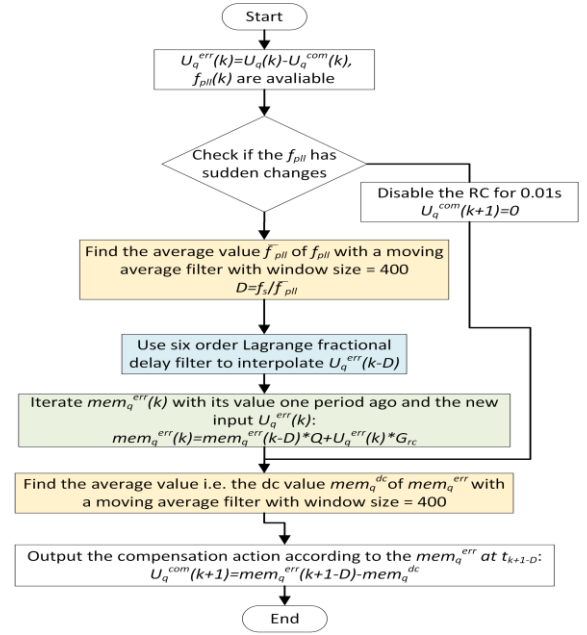 Start
U_q^err(k)=U_q(k)-U_q^com(k),
f_pll(k) are avaliable
Check if the f_pll has
sudden changes
Disable the RC for 0.01s
U_q^com(k+1)=0
Find the average value f̄_pll of f_pll with a moving
average filter with window size = 400
D=f_s/f̄_pll
Use six order Lagrange fractional
delay filter to interpolate U_q^err(k-D)
Iterate mem_q^err(k) with its value one period ago and the new
input U_q^err(k):
mem_q^err(k)=mem_q^err(k-D)*Q+U_q^err(k)*G_rc
Find the average value i.e. the dc value mem_q^dc of mem_q^err with
a moving average filter with window size = 400
Output the compensation action according to the mem_q^err at t_k+1-D:
U_q^com(k+1)=mem_q^err(k+1-D)-mem_q^dc
End